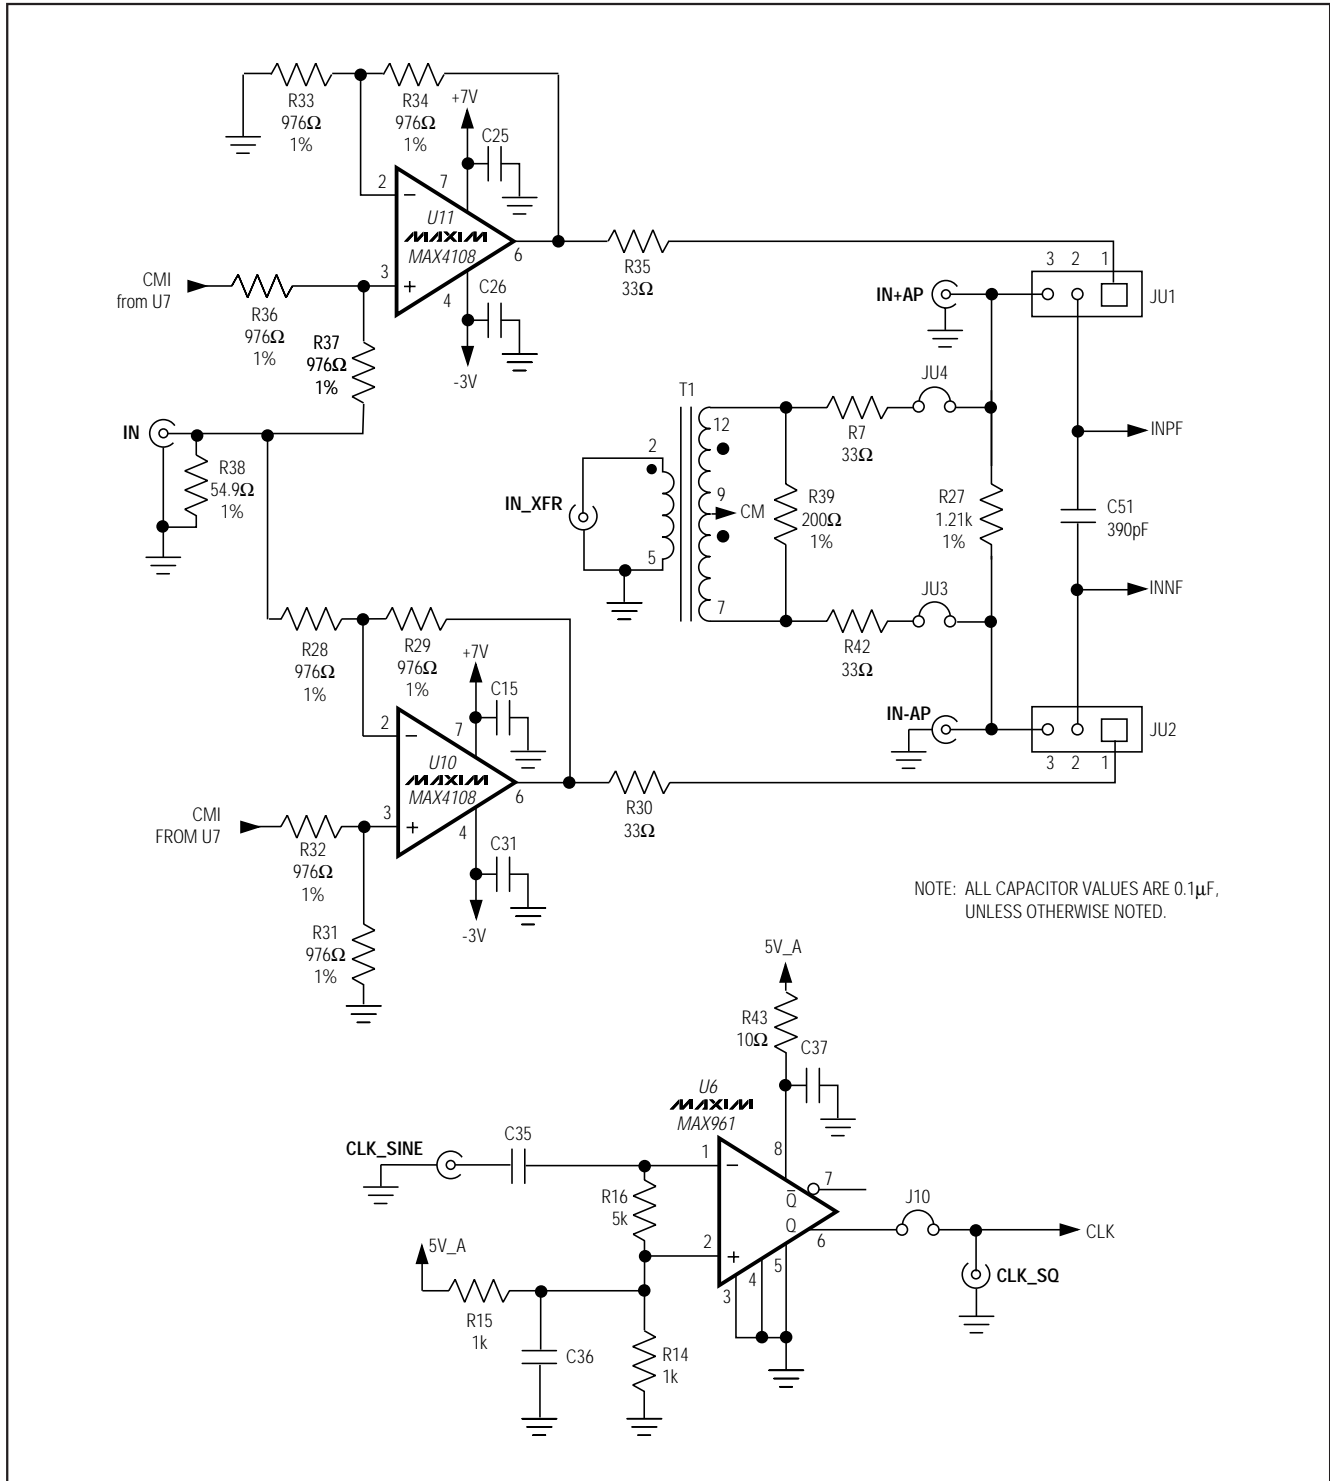 R33
976Ω
1%
R34
976Ω
1%
+7V
C25
2
7
−
U11
MAXIM
MAX4108
6
3
+
4
CMI
from U7
R36
976Ω
1%
R37
976Ω
1%
C26
-3V
R35
33Ω
3 2 1
JU1
IN+AP
JU4
T1
12
R7
33Ω
INPF
IN
R38
54.9Ω
1%
2
9
CM
IN_XFR
5
7
R39
200Ω
1%
R27
1.21k
1%
C51
390pF
INNF
JU3
R42
33Ω
R28
976Ω
1%
R29
976Ω
1%
+7V
C15
2
7
−
U10
MAXIM
MAX4108
6
3
+
4
IN-AP
JU2
3 2 1
R30
33Ω
CMI
FROM U7
R32
976Ω
1%
C31
-3V
R31
976Ω
1%
NOTE: ALL CAPACITOR VALUES ARE 0.1μF,
UNLESS OTHERWISE NOTED.
5V_A
R43
10Ω
C37
U6
MAXIM
MAX961
CLK_SINE
C35
1
−
8
7
Q̅
Q
6
R16
5k
2
+
5
4
3
J10
CLK
CLK_SQ
5V_A
R15
1k
C36
R14
1k